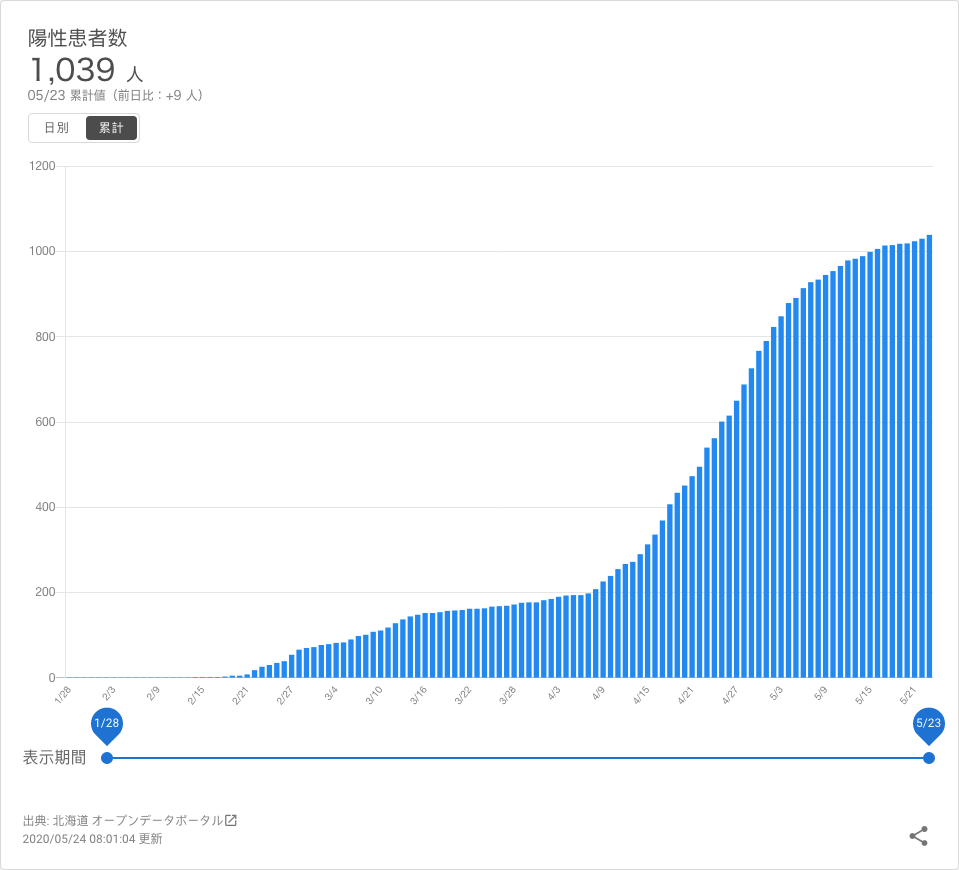 陽性患者数
1,039 人
05/23 累計値（前日比：+9 人）
日別 累計
1200
1000
800
600
400
200
0
1/28 2/3 2/9 2/15 2/21 2/27 3/4 3/10 3/16 3/22 3/28 4/3 4/9 4/15 4/21 4/27 5/3 5/9 5/15 5/21
1/28 5/23
表示期間
出典: 北海道 オープンデータポータル
2020/05/24 08:01:04 更新